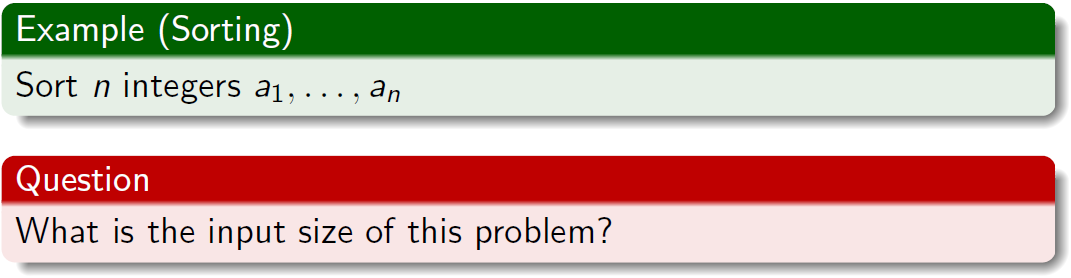 Example (Sorting)
Sort n integers a₁, . . . , aₙ
Question
What is the input size of this problem?